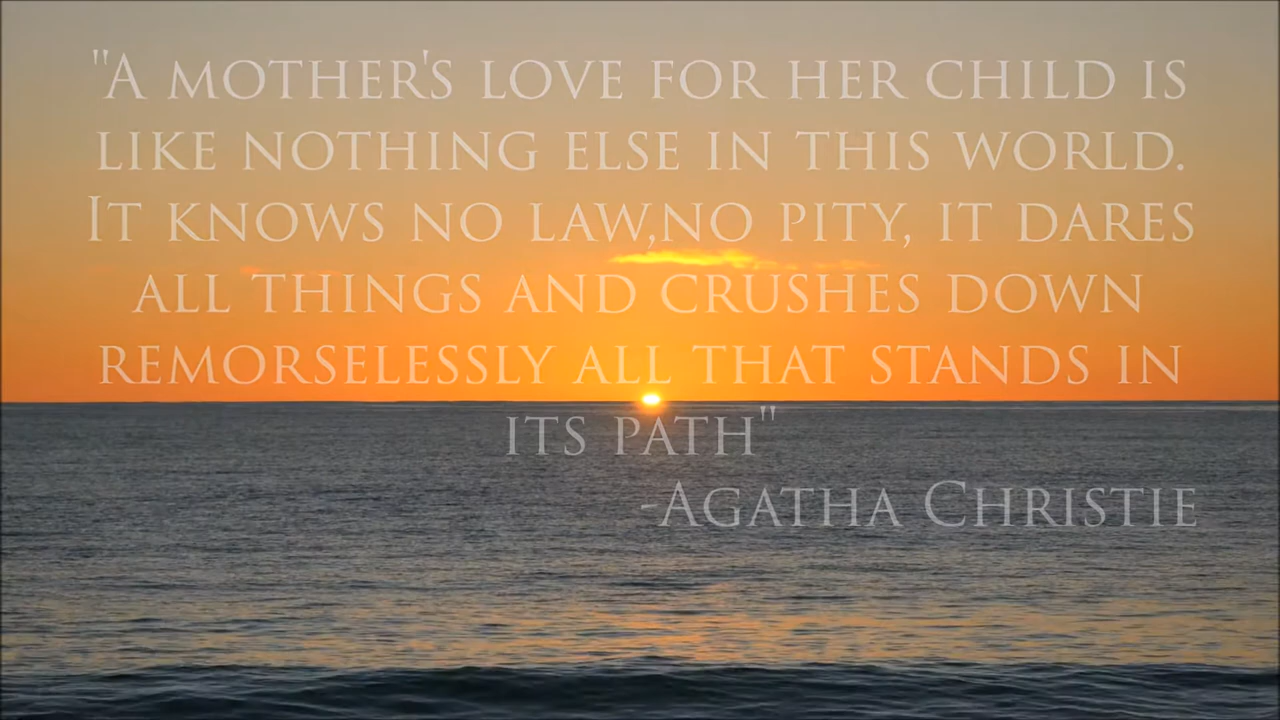 "A mother's love for her child is
like nothing else in this world.
It knows no law,no pity, it dares
all things and crushes down
remorselessly all that stands in
its path"
-Agatha Christie